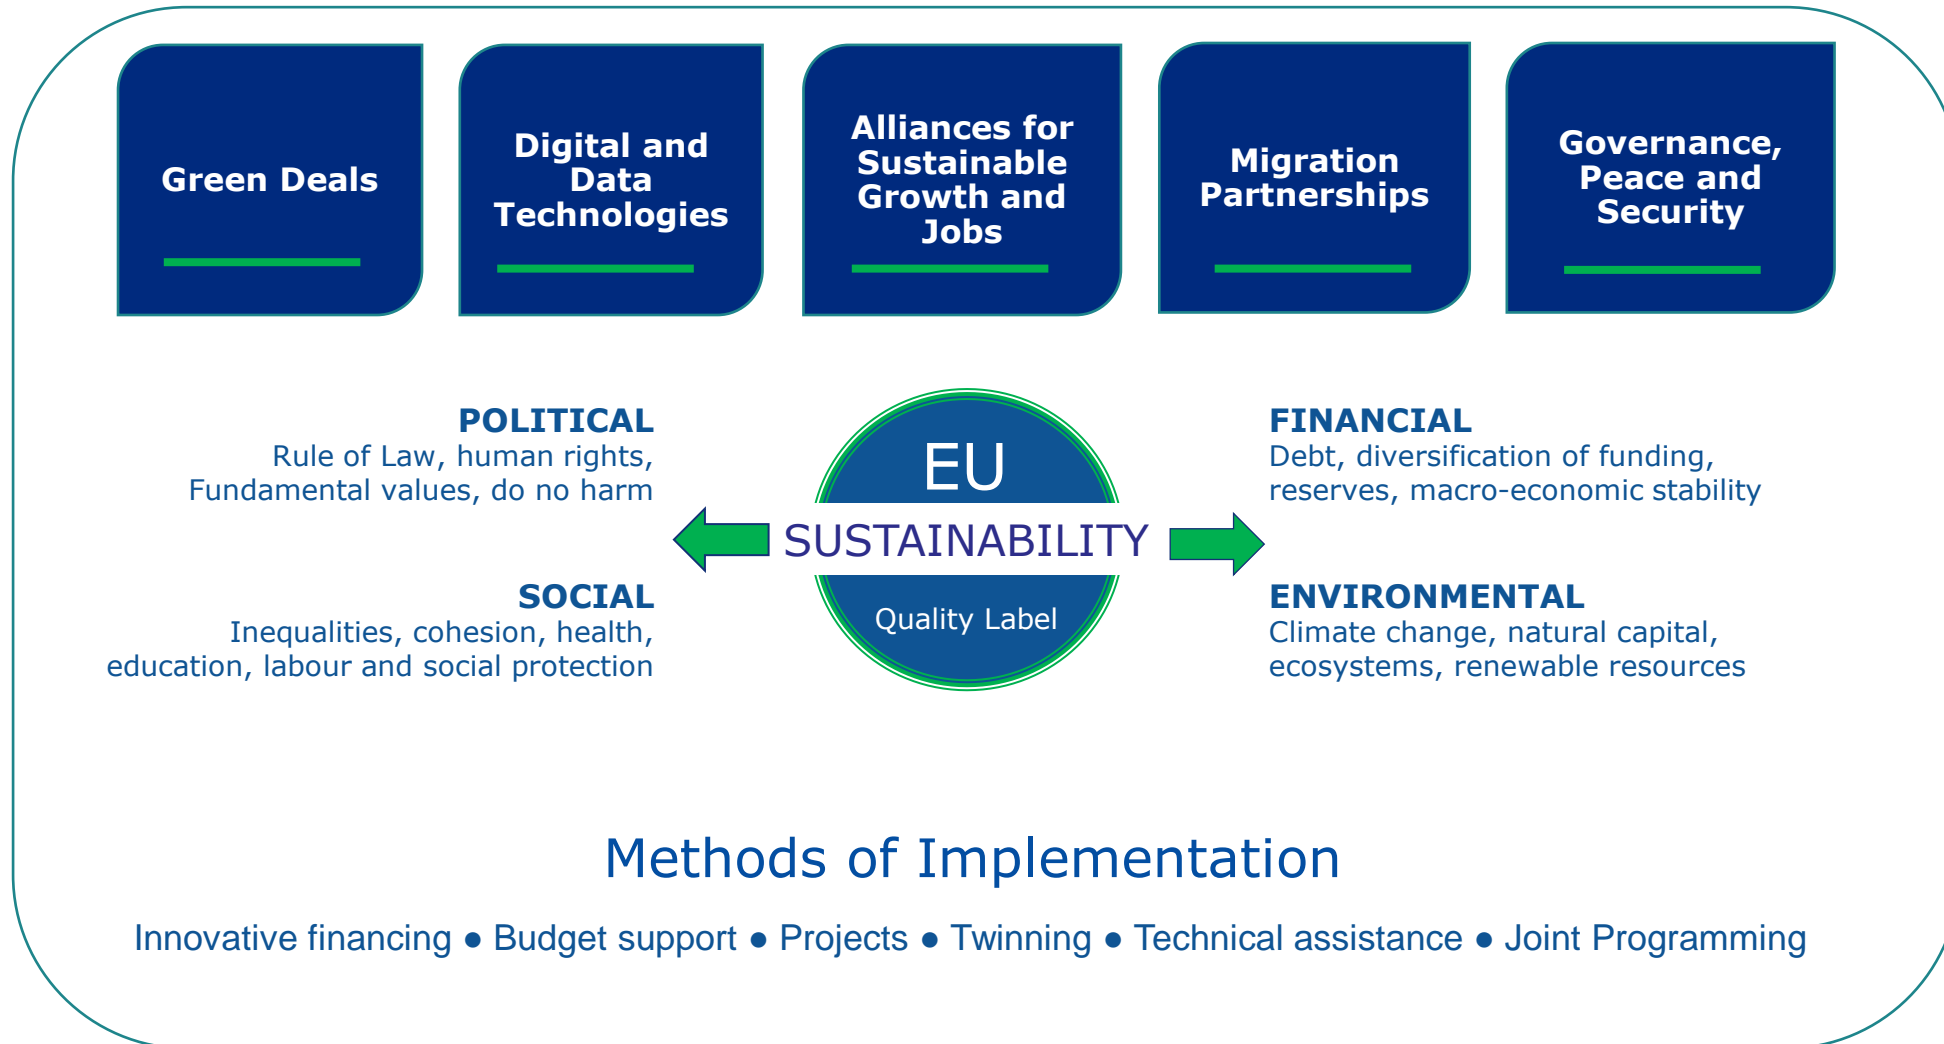 Green Deals
Digital and
Data
Technologies
Alliances for
Sustainable
Growth and
Jobs
Migration
Partnerships
Governance,
Peace and
Security
POLITICAL
Rule of Law, human rights,
Fundamental values, do no harm
SOCIAL
Inequalities, cohesion, health,
education, labour and social protection
EU
SUSTAINABILITY
Quality Label
FINANCIAL
Debt, diversification of funding,
reserves, macro-economic stability
ENVIRONMENTAL
Climate change, natural capital,
ecosystems, renewable resources
Methods of Implementation
Innovative financing ● Budget support ● Projects ● Twinning ● Technical assistance ● Joint Programming